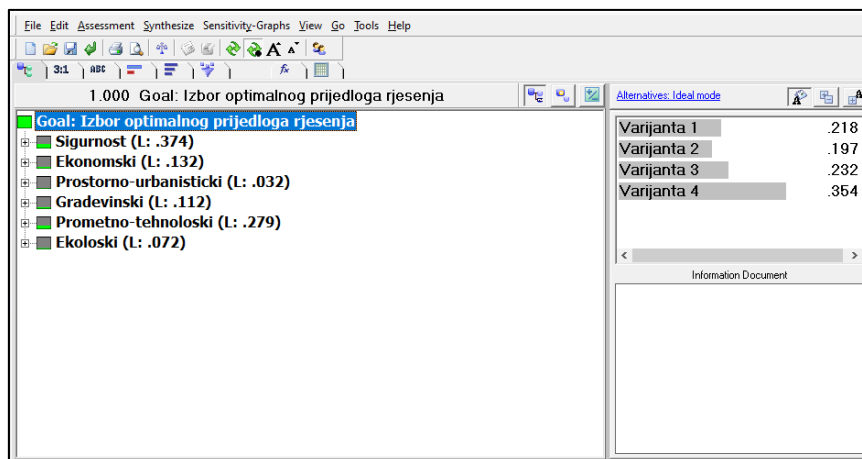 File Edit Assessment Synthesize Sensitivity-Graphs View Go Tools Help
3:1 ABC fx
1.000 Goal: Izbor optimalnog prijedloga rjesenja
Goal: Izbor optimalnog prijedloga rjesenja
Sigurnost (L: .374)
Ekonomski (L: .132)
Prostorno-urbanisticki (L: .032)
Gradevinski (L: .112)
Prometno-tehnoloski (L: .279)
Ekoloski (L: .072)
Alternatives: Ideal mode
Varijanta 1 .218
Varijanta 2 .197
Varijanta 3 .232
Varijanta 4 .354
Information Document